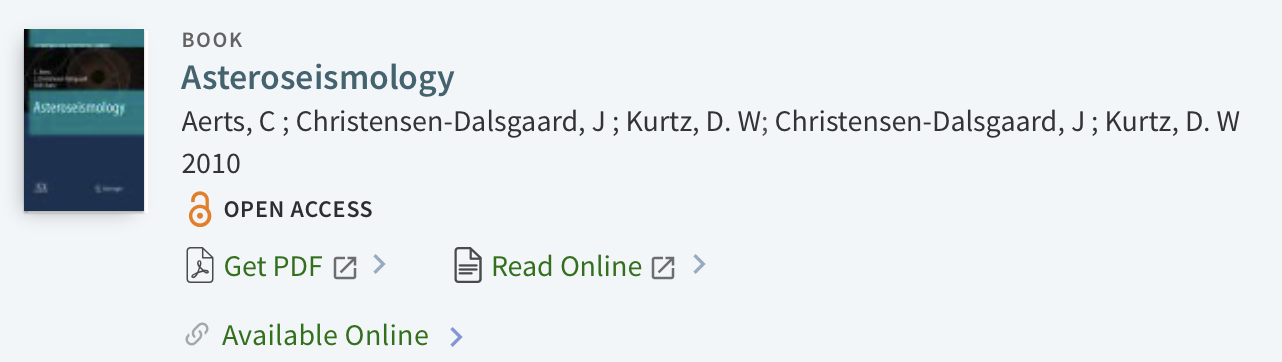 BOOK
Asteroseismology
Aerts, C ; Christensen-Dalsgaard, J ; Kurtz, D. W; Christensen-Dalsgaard, J ; Kurtz, D. W
2010
OPEN ACCESS
Get PDF
Read Online
Available Online
Asteroseismology
Springer